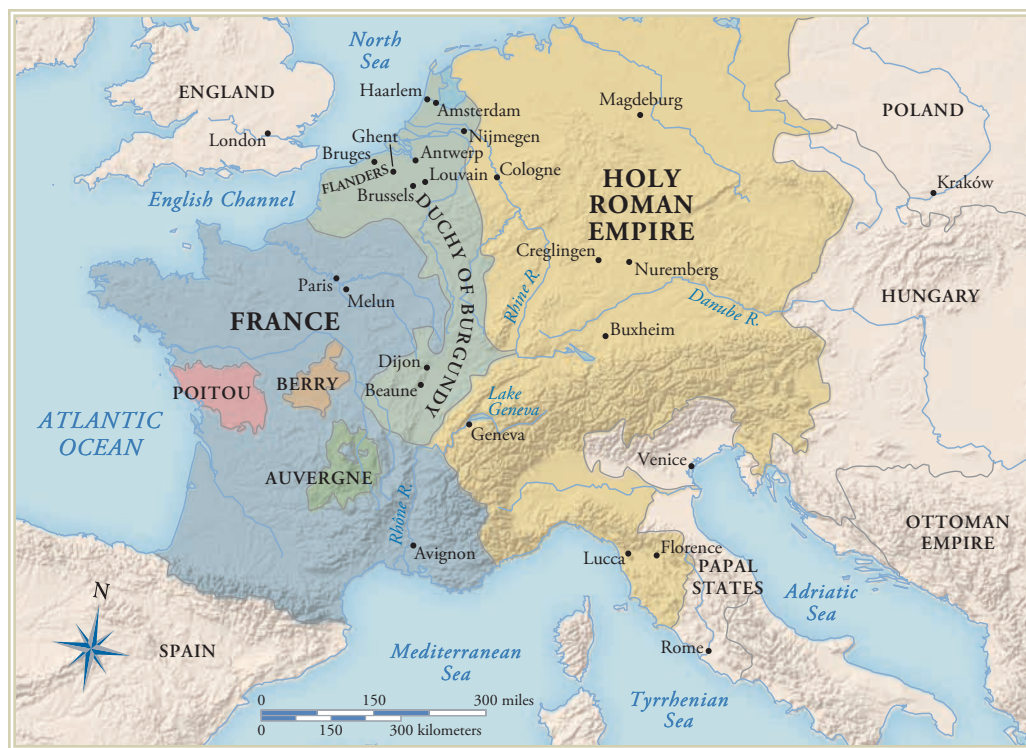 North
Sea
ENGLAND
London
Haarlem
Amsterdam
Magdeburg
POLAND
Ghent
Nijmegen
Bruges
Antwerp
FLANDERS
Louvain
Cologne
Brussels
Kraków
English Channel
HOLY
ROMAN
EMPIRE
DUCHY OF BURGUNDY
Creglingen
Nuremberg
Rhine R.
Danube R.
HUNGARY
Paris
Melun
FRANCE
Buxheim
Dijon
Beaune
POITOU
BERRY
Lake
Geneva
Geneva
ATLANTIC
OCEAN
AUVERGNE
Venice
Rhône R.
Avignon
OTTOMAN
EMPIRE
Lucca
Florence
PAPAL
STATES
Adriatic
Sea
N
SPAIN
Mediterranean
Sea
Rome
Tyrrhenian
Sea
0 150 300 miles
0 150 300 kilometers